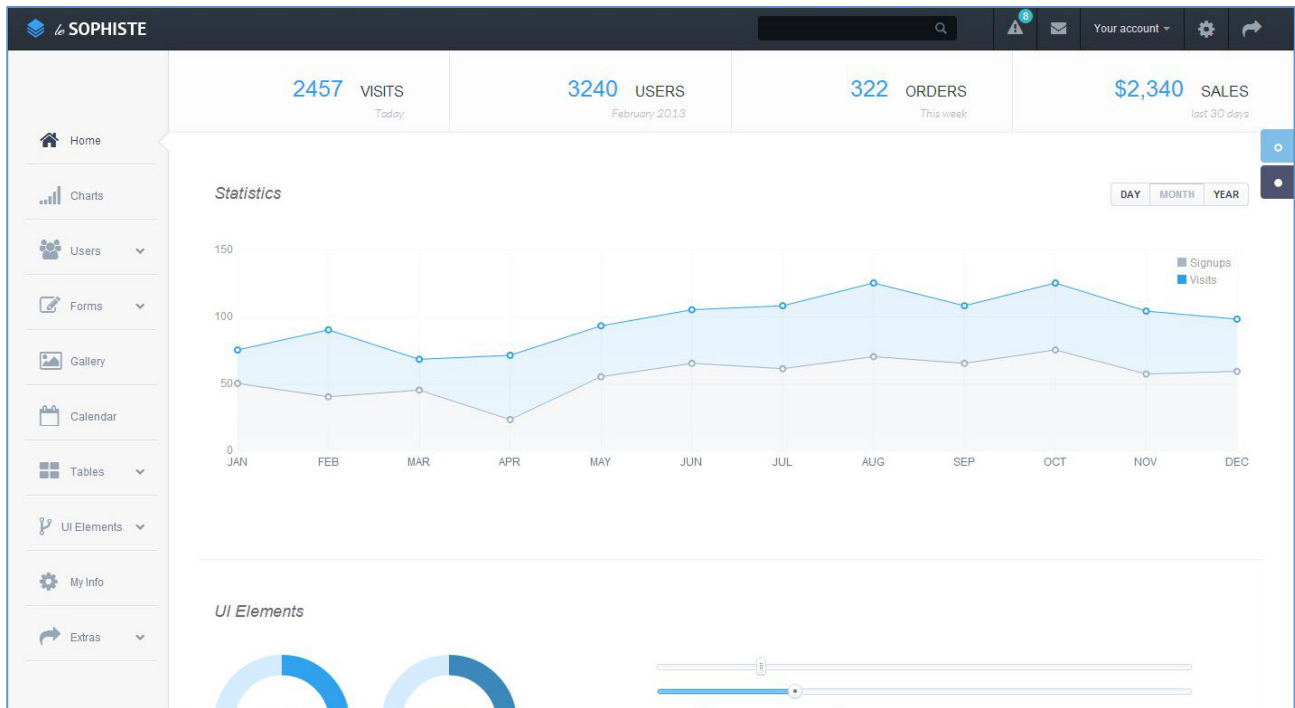 le SOPHISTE
8
Your account
2457 VISITS
Today
3240 USERS
February 2013
322 ORDERS
This week
$2,340 SALES
last 30 days
Home
Charts
Users
Forms
Gallery
Calendar
Tables
UI Elements
My Info
Extras
Statistics
DAY MONTH YEAR
150
100
50
0
Signups
Visits
JAN FEB MAR APR MAY JUN JUL AUG SEP OCT NOV DEC
UI Elements